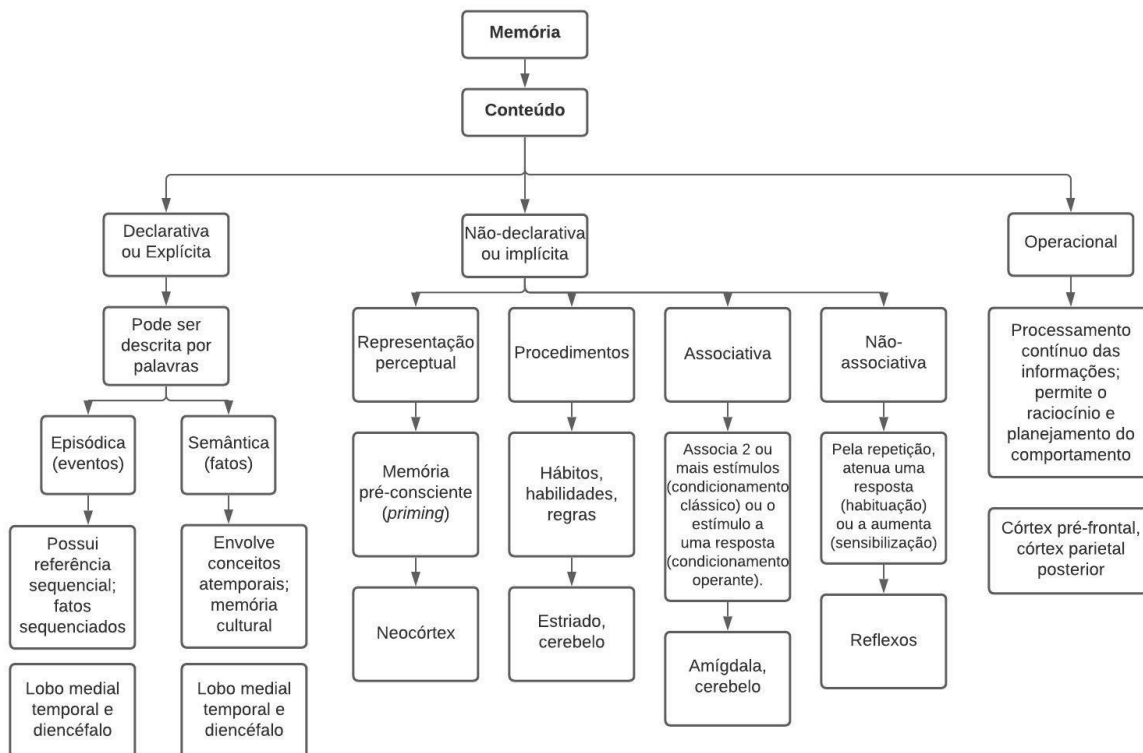 Memória
Conteúdo
Declarativa
ou Explícita
Não-declarativa
ou implícita
Operacional
Pode ser
descrita por
palavras
Representação
perceptual
Procedimentos
Associativa
Não-
associativa
Processamento
contínuo das
informações;
permite o
raciocínio e
planejamento do
comportamento
Episódica
(eventos)
Semântica
(fatos)
Memória
pré-consciente
(priming)
Hábitos,
habilidades,
regras
Associa 2 ou
mais estímulos
(condicionamento
clássico) ou o
estímulo a
uma resposta
(condicionamento
operante).
Pela repetição,
atenua uma
resposta
(habituação)
ou a aumenta
(sensibilização)
Córtex pré-frontal,
córtex parietal
posterior
Possui
referência
sequencial;
fatos
sequenciados
Envolve
conceitos
atemporais;
memória
cultural
Neocórtex
Estriado,
cerebelo
Amígdala,
cerebelo
Reflexos
Lobo medial
temporal e
diencéfalo
Lobo medial
temporal e
diencéfalo